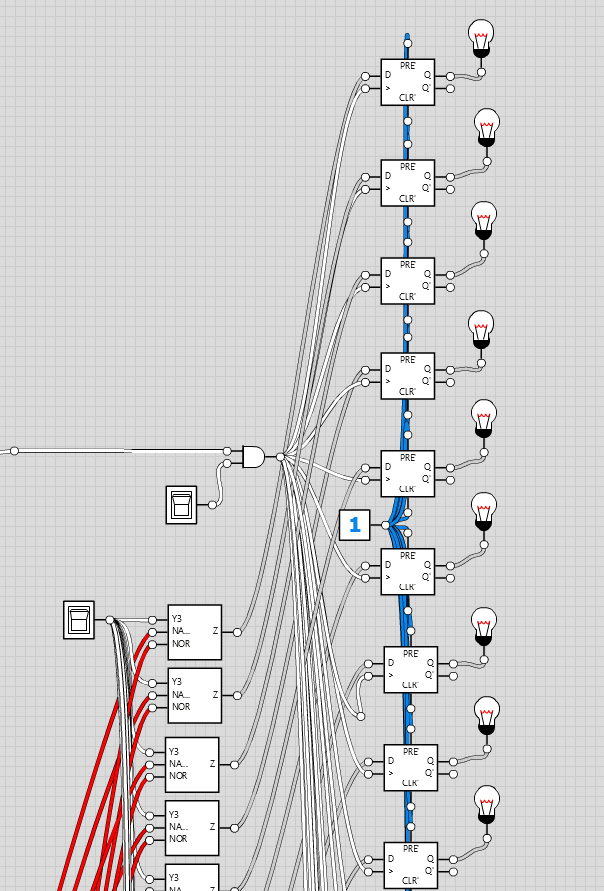 PRE'
D Q
> Q'
CLR'
PRE'
D Q
> Q'
CLR'
PRE'
D Q
> Q'
CLR'
PRE'
D Q
> Q'
CLR'
PRE'
D Q
> Q'
CLR'
1
PRE'
D Q
> Q'
CLR'
Y3
NA... Z
NOR
PRE'
D Q
> Q'
CLR'
Y3
NA... Z
NOR
PRE'
D Q
> Q'
CLR'
Y3
NA... Z
NOR
Y3
NA... Z
NOR
PRE'
D Q
> Q'
CLR'
Y3